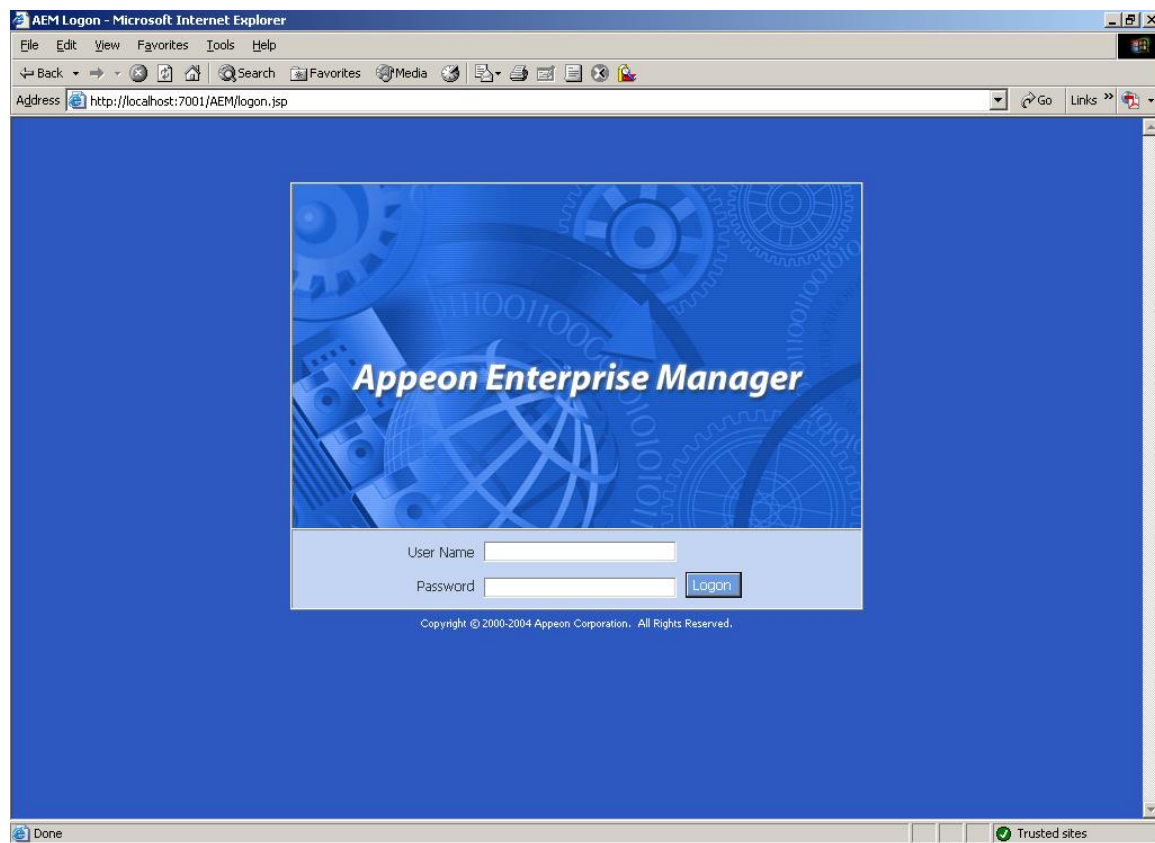 AEM Logon - Microsoft Internet Explorer
File Edit View Favorites Tools Help
Back Search Favorites Media
Address http://localhost:7001/AEM/logon.jsp Go Links »
Appeon Enterprise Manager
User Name
Password Logon
Copyright © 2000-2004 Appeon Corporation. All Rights Reserved.
Done Trusted sites